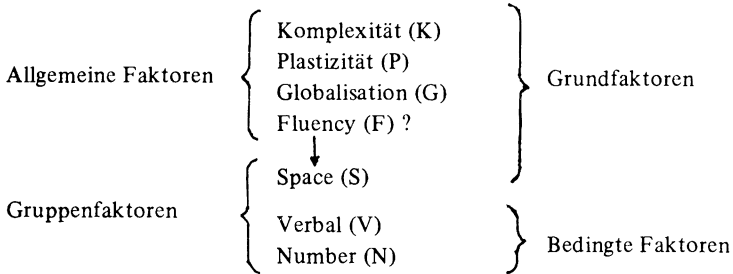 Komplexität (K)
Plastizität (P)
Allgemeine Faktoren
Globalisation (G)
Grundfaktoren
Fluency (F) ?
Space (S)
Gruppenfaktoren
Verbal (V)
Number (N)
Bedingte Faktoren